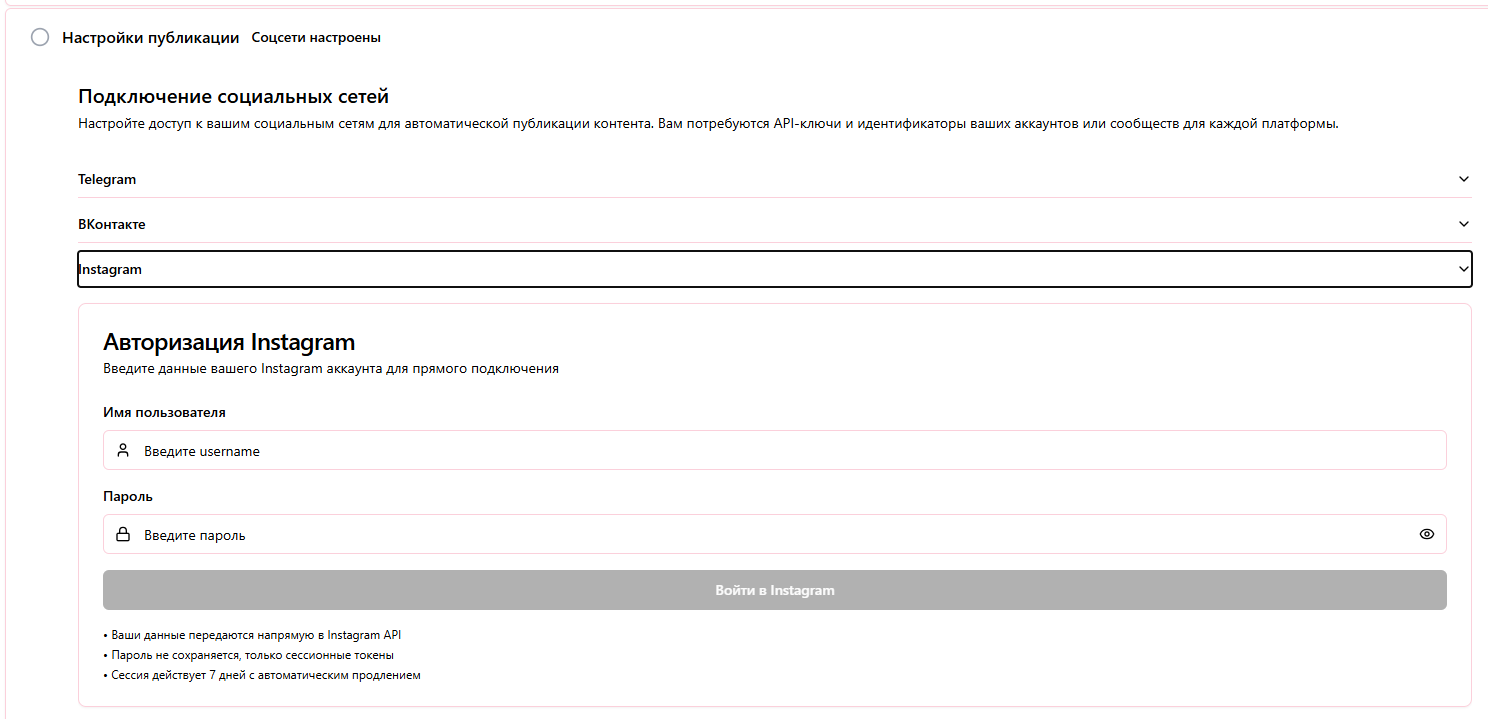 Настройки публикации Соцсети настроены
Подключение социальных сетей
Настройте доступ к вашим социальным сетям для автоматической публикации контента. Вам потребуются API-ключи и идентификаторы ваших аккаунтов или сообществ для каждой платформы.
Telegram
ВКонтакте
Instagram
Авторизация Instagram
Введите данные вашего Instagram аккаунта для прямого подключения
Имя пользователя
Введите username
Пароль
Введите пароль
Войти в Instagram
• Ваши данные передаются напрямую в Instagram API
• Пароль не сохраняется, только сессионные токены
• Сессия действует 7 дней с автоматическим продлением